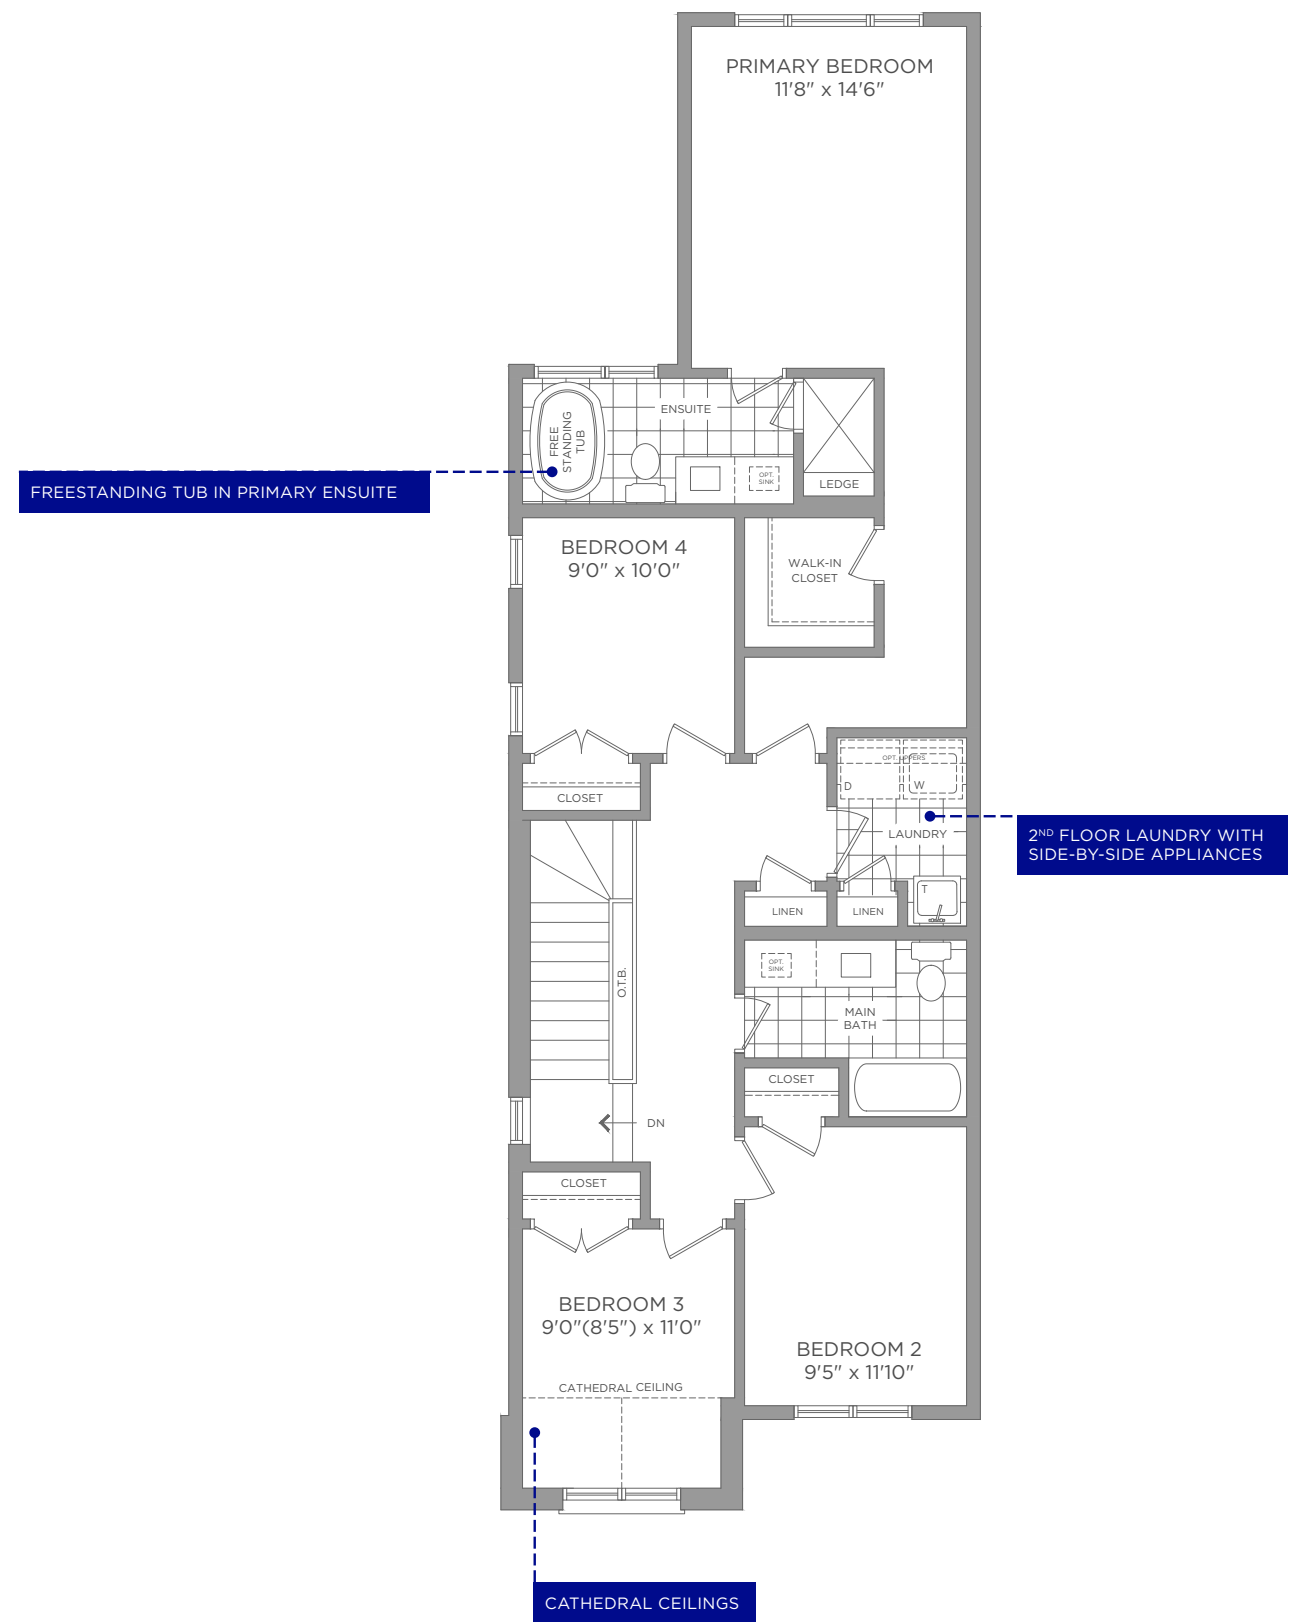 PRIMARY BEDROOM
11'8" x 14'6"
ENSUITE
FREE
STANDING
TUB
OPT.
SINK
LEDGE
FREESTANDING TUB IN PRIMARY ENSUITE
BEDROOM 4
9'0" x 10'0"
WALK-IN
CLOSET
OPT. UPPERS
D
W
CLOSET
LAUNDRY
2ND FLOOR LAUNDRY WITH
SIDE-BY-SIDE APPLIANCES
T
LINEN
LINEN
O.T.B.
OPT.
SINK
MAIN
BATH
CLOSET
DN
CLOSET
BEDROOM 3
9'0"(8'5") x 11'0"
BEDROOM 2
9'5" x 11'10"
CATHEDRAL CEILING
CATHEDRAL CEILINGS